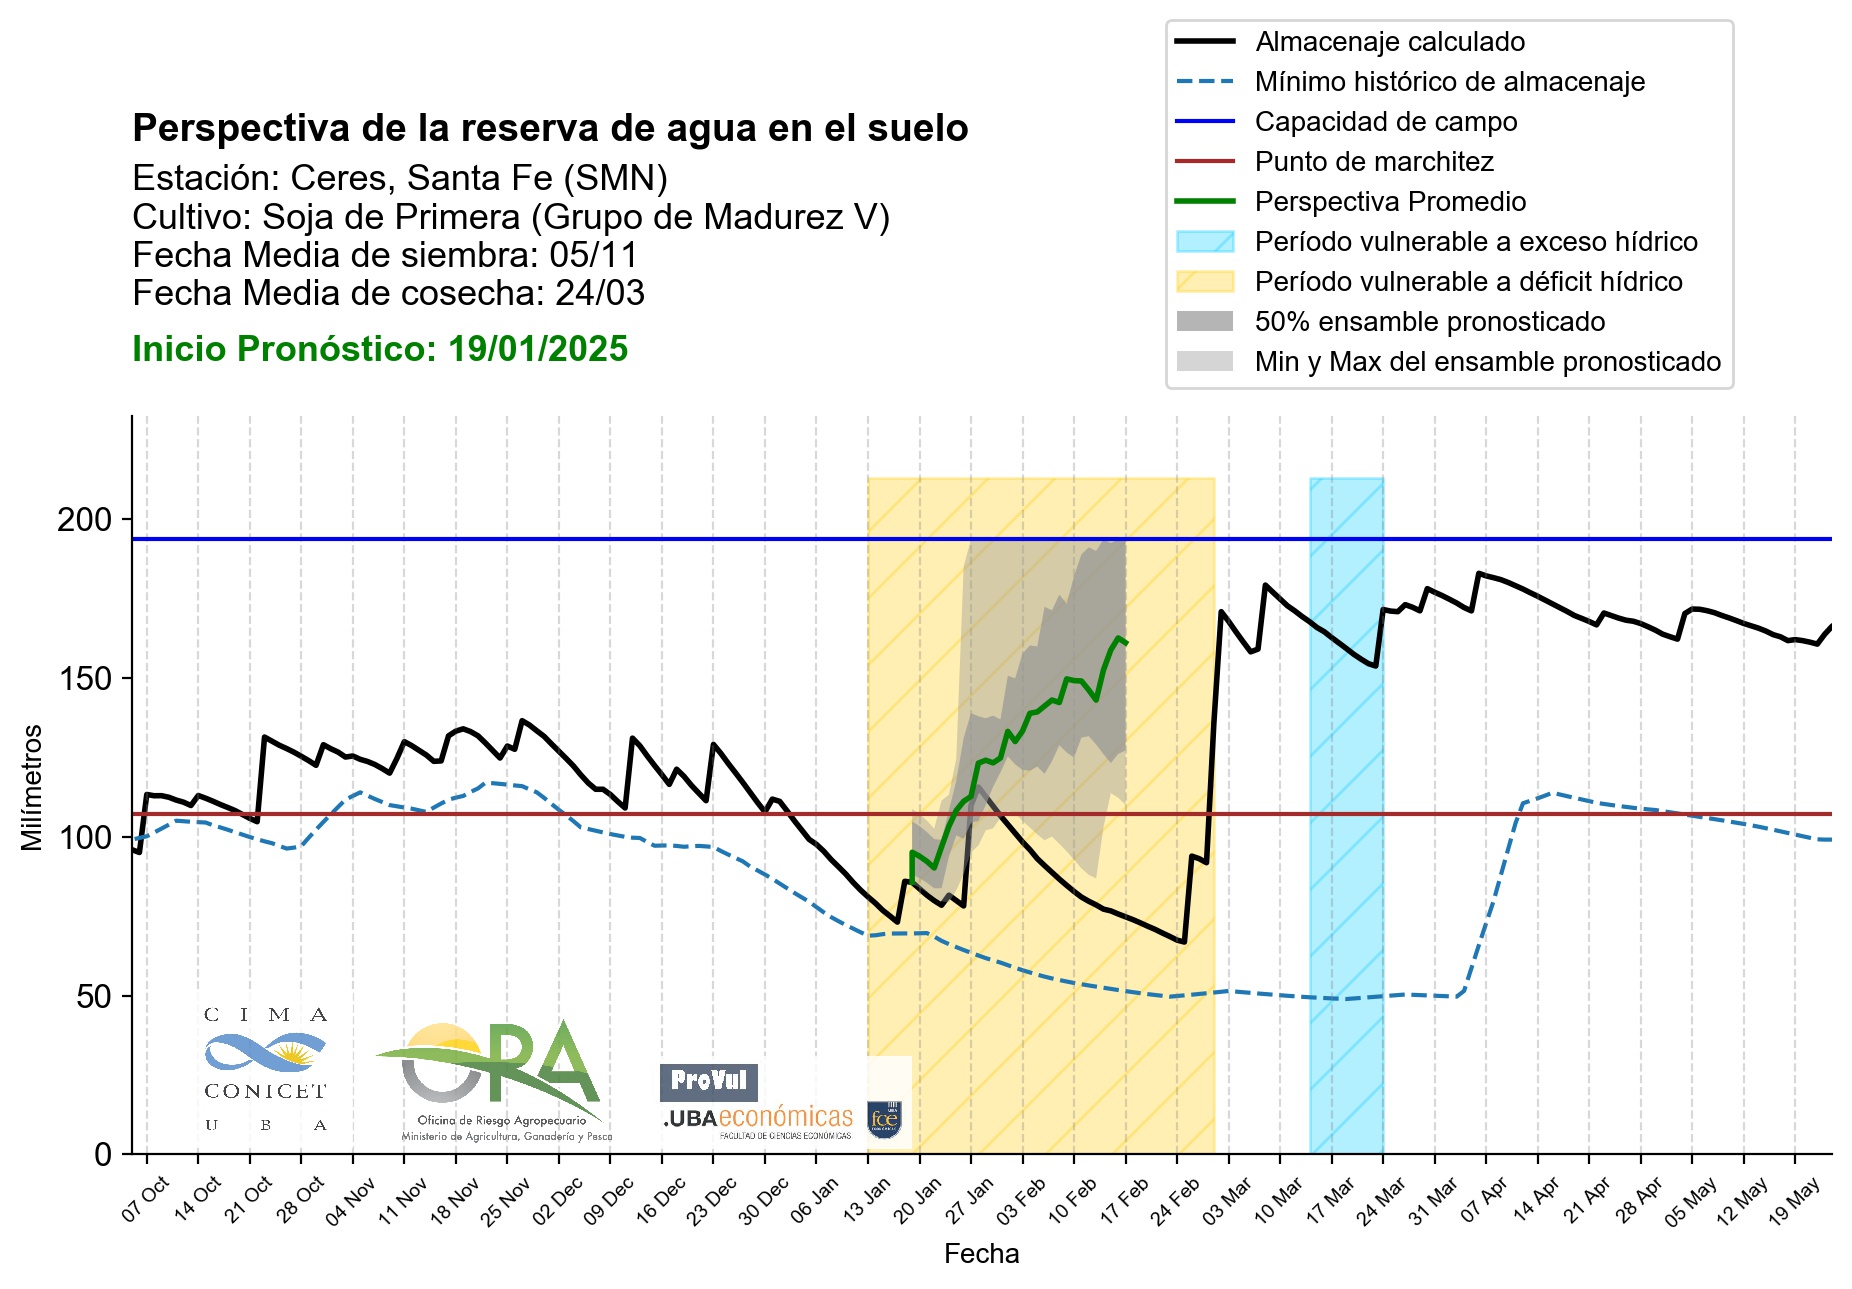 Almacenaje calculado
Mínimo histórico de almacenaje
Capacidad de campo
Punto de marchitez
Perspectiva Promedio
Período vulnerable a exceso hídrico
Período vulnerable a déficit hídrico
50% ensamble pronosticado
Min y Max del ensamble pronosticado
Perspectiva de la reserva de agua en el suelo
Estación: Ceres, Santa Fe (SMN)
Cultivo: Soja de Primera (Grupo de Madurez V)
Fecha Media de siembra: 05/11
Fecha Media de cosecha: 24/03
Inicio Pronóstico: 19/01/2025
Milímetros
200
150
100
50
0
C I M A
CONICET
U B A
ORA
Oficina de Riesgo Agropecuario
Ministerio de Agricultura, Ganadería y Pesca
ProVul
.UBAeconómicas
FACULTAD DE CIENCIAS ECONÓMICAS
UBA
fce
07 Oct
14 Oct
21 Oct
28 Oct
04 Nov
11 Nov
18 Nov
25 Nov
02 Dec
09 Dec
16 Dec
23 Dec
30 Dec
06 Jan
13 Jan
20 Jan
27 Jan
03 Feb
10 Feb
17 Feb
24 Feb
03 Mar
10 Mar
17 Mar
24 Mar
31 Mar
07 Apr
14 Apr
21 Apr
28 Apr
05 May
12 May
19 May
Fecha